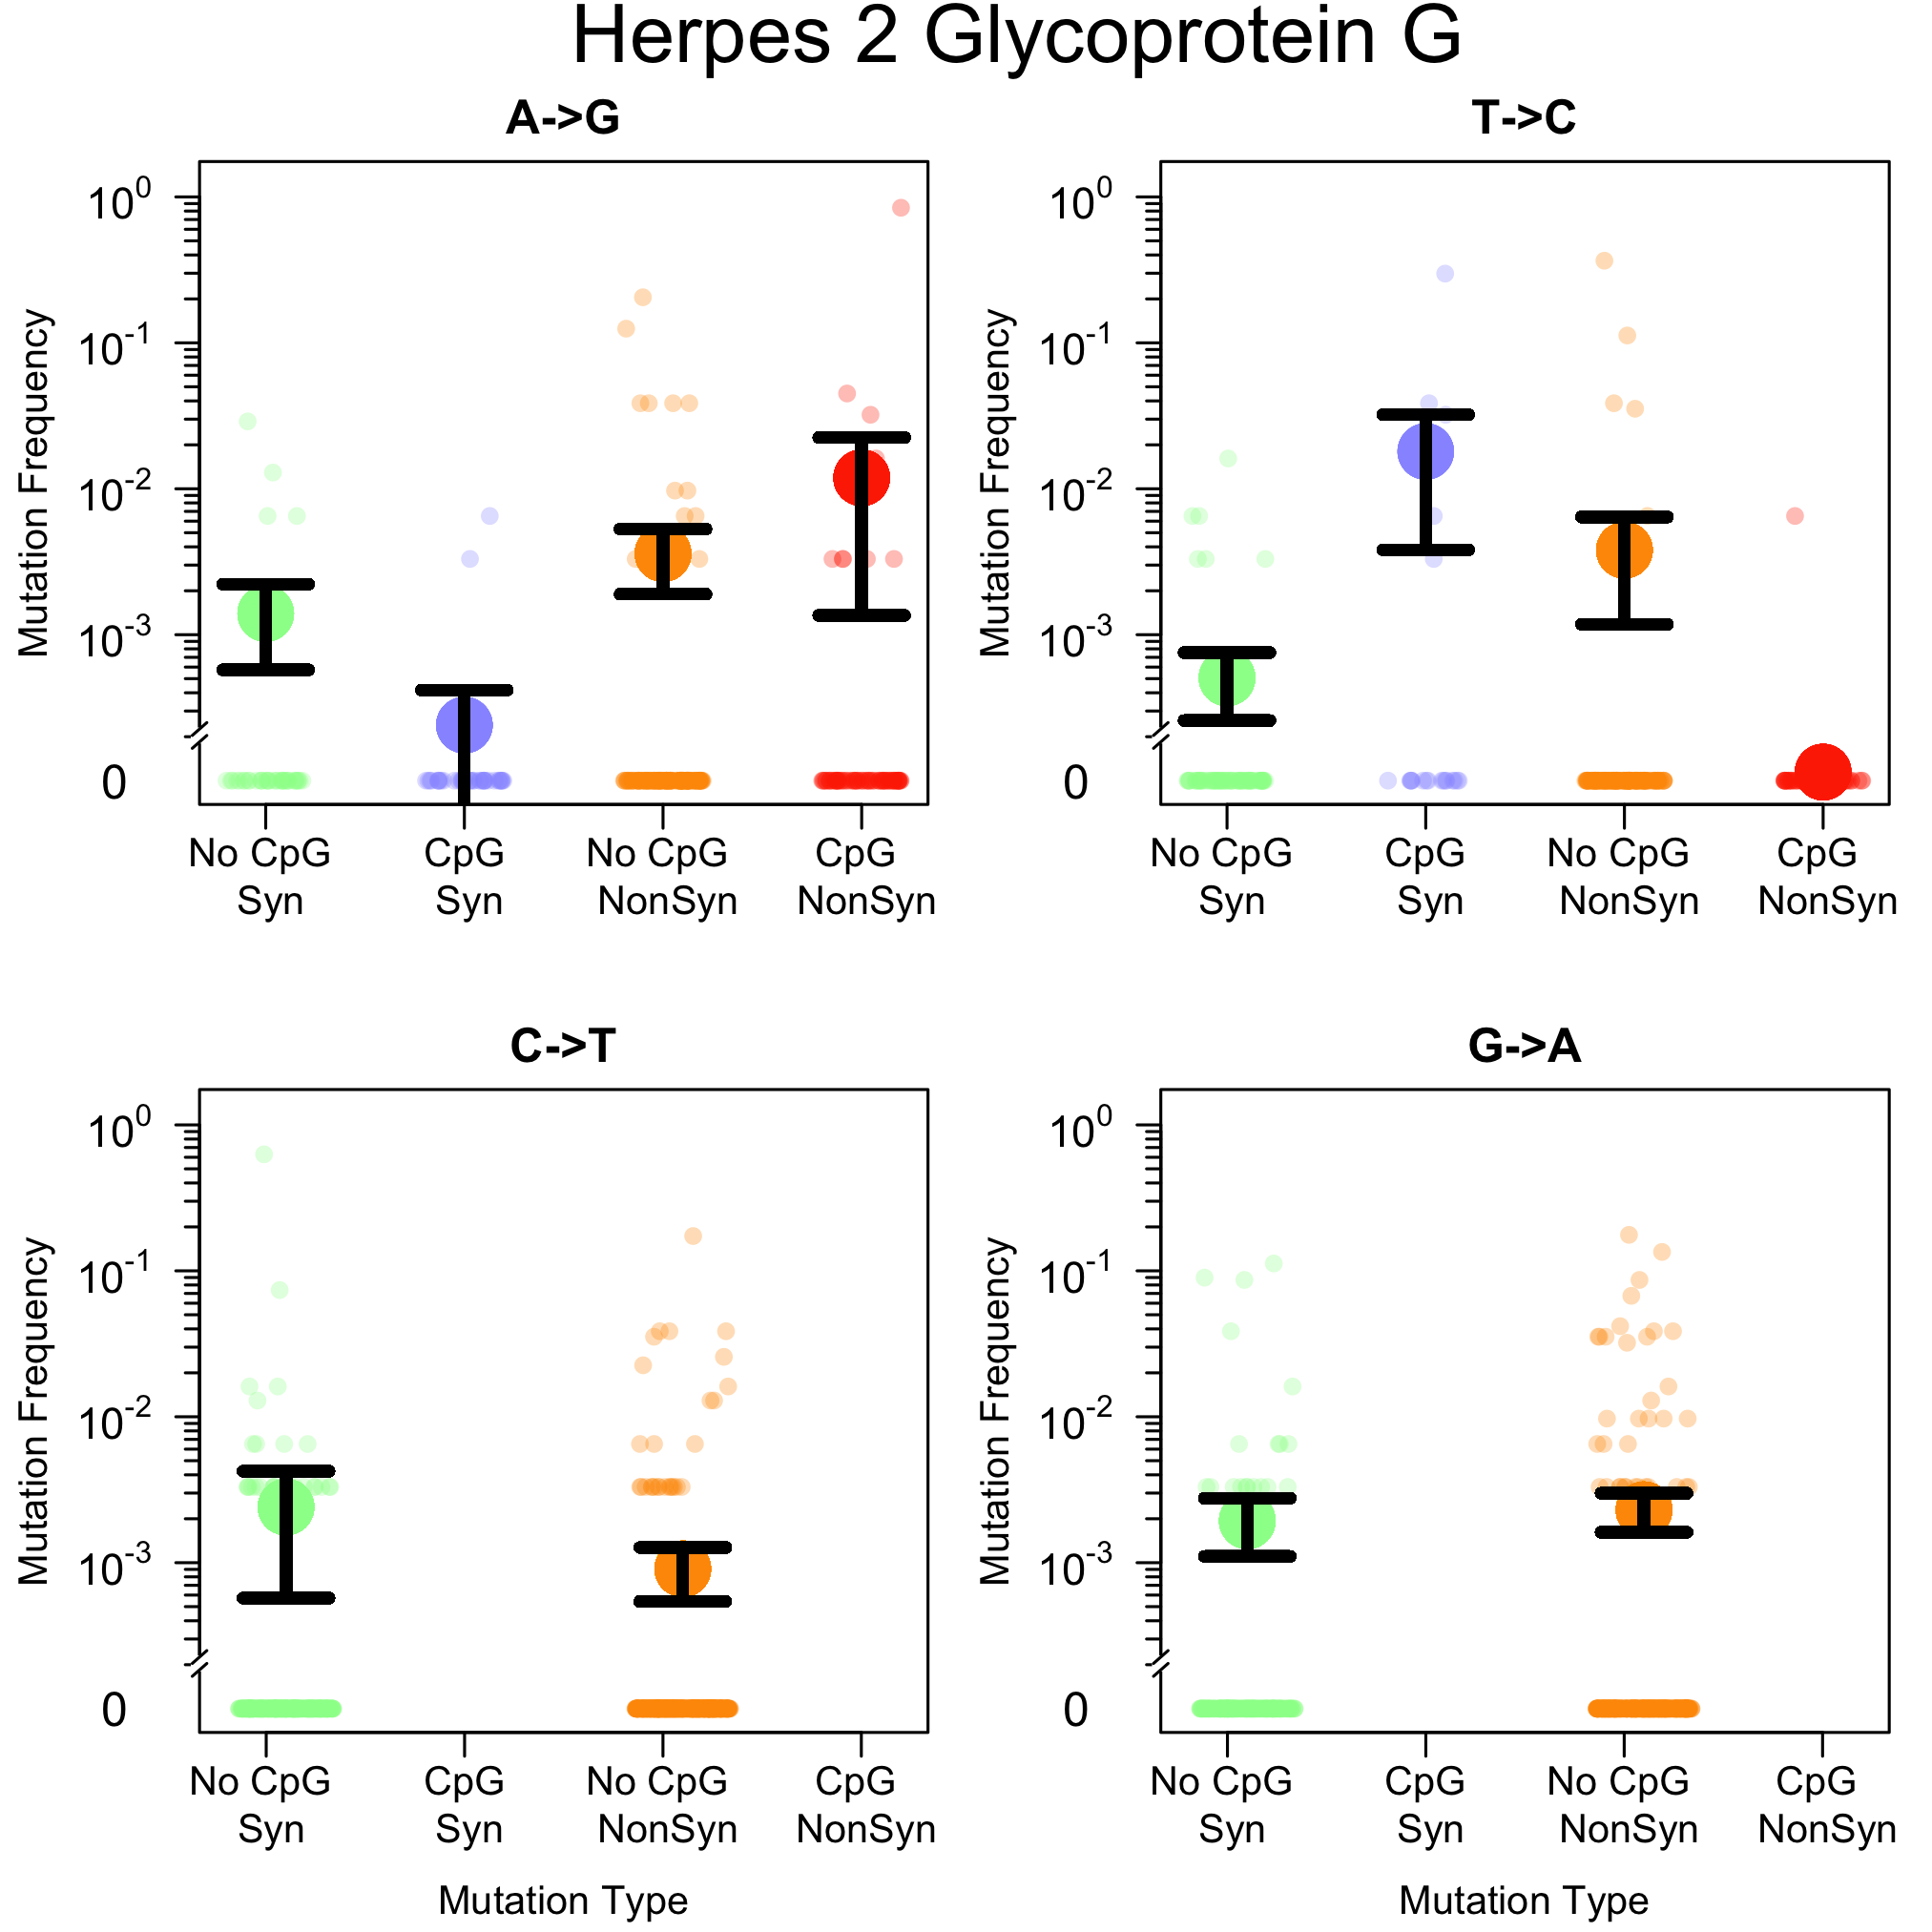 Herpes 2 Glycoprotein G
A->G
Mutation Frequency
10^0
10^-1
10^-2
10^-3
0
No CpG CpG No CpG CpG
Syn Syn NonSyn NonSyn
T->C
Mutation Frequency
10^0
10^-1
10^-2
10^-3
0
No CpG CpG No CpG CpG
Syn Syn NonSyn NonSyn
C->T
Mutation Frequency
10^0
10^-1
10^-2
10^-3
0
No CpG CpG No CpG CpG
Syn Syn NonSyn NonSyn
Mutation Type
G->A
Mutation Frequency
10^0
10^-1
10^-2
10^-3
0
No CpG CpG No CpG CpG
Syn Syn NonSyn NonSyn
Mutation Type